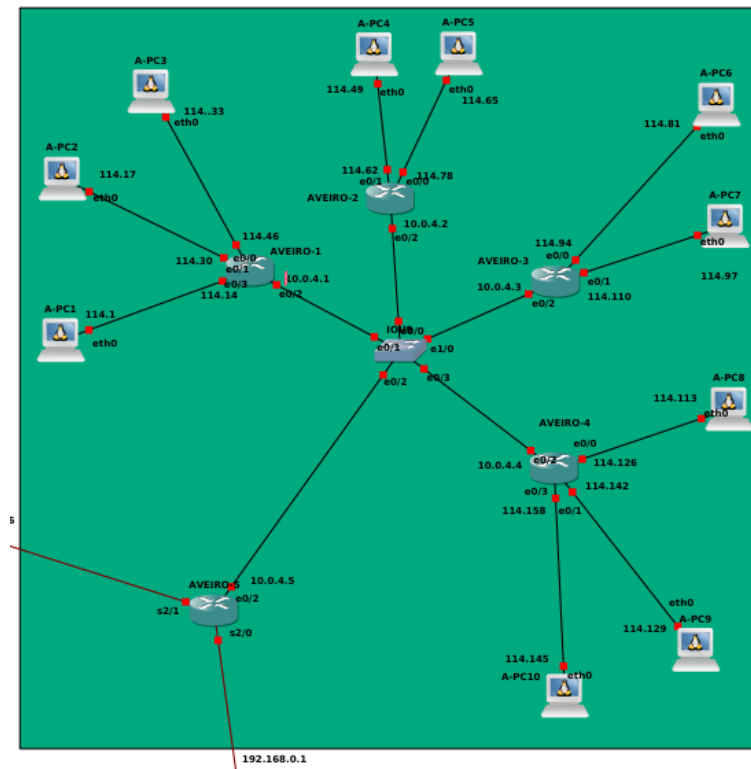 A-PC4
A-PC5
A-PC3
A-PC6
114.49
eth0
eth0
114.65
114..33
eth0
114.81
eth0
A-PC2
114.17
eth0
114.62
114.78
e0/1
e0/0
AVEIRO-2
A-PC7
10.0.4.2
e0/2
114.46
AVEIRO-1
114.30
e0/0
e0/1
e0/3
114.14
10.0.4.1
e0/2
114.94
e0/0
AVEIRO-3
eth0
114.97
e0/1
114.110
10.0.4.3
e0/2
A-PC1
114.1
eth0
e0/0
e0/1
e1/0
e0/2
e0/3
A-PC8
114.113
eth0
AVEIRO-4
e0/0
10.0.4.4
e0/2
114.126
114.142
e0/3
e0/1
114.158
10.0.4.5
AVEIRO-5
e0/2
s2/1
s2/0
eth0
114.129
A-PC9
114.145
A-PC10
eth0
192.168.0.1